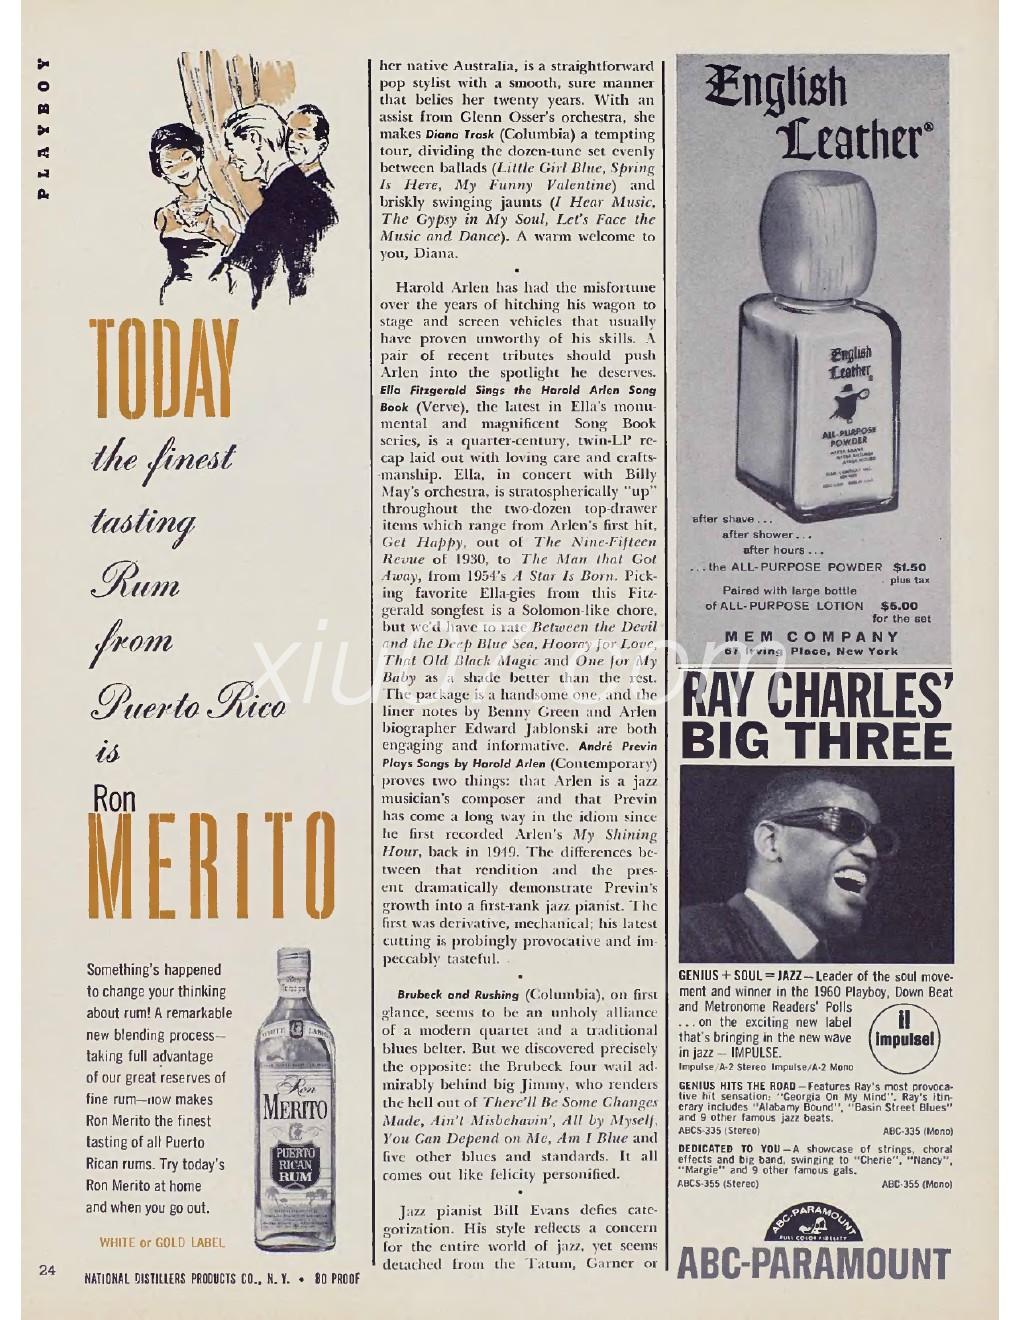 PLAYBOY
TODAY
the finest
tasting
Rum
from
Puerto Rico
is
Ron
MERITO
Something's happened
to change your thinking
about rum! A remarkable
new blending process—
taking full advantage
of our great reserves of
fine rum—now makes
Ron Merito the finest
tasting of all Puerto
Rican rums. Try today's
Ron Merito at home
and when you go out.
WHITE or GOLD LABEL
WHITE LABEL
Ron
MERITO
PUERTO
RICAN
RUM
24
NATIONAL DISTILLERS PRODUCTS CO., N. Y. • 80 PROOF
her native Australia, is a straightforward
pop stylist with a smooth, sure manner
that belies her twenty years. With an
assist from Glenn Osser's orchestra, she
makes Diana Trask (Columbia) a tempting
tour, dividing the dozen-tune set evenly
between ballads (Little Girl Blue, Spring
Is Here, My Funny Valentine) and
briskly swinging jaunts (I Hear Music,
The Gypsy in My Soul, Let's Face the
Music and Dance). A warm welcome to
you, Diana.
•
Harold Arlen has had the misfortune
over the years of hitching his wagon to
stage and screen vehicles that usually
have proven unworthy of his skills. A
pair of recent tributes should push
Arlen into the spotlight he deserves.
Ella Fitzgerald Sings the Harold Arlen Song
Book (Verve), the latest in Ella's monu-
mental and magnificent Song Book
series, is a quarter-century, twin-LP re-
cap laid out with loving care and crafts-
manship. Ella, in concert with Billy
May's orchestra, is stratospherically "up"
throughout the two-dozen top-drawer
items which range from Arlen's first hit,
Get Happy, out of The Nine-Fifteen
Revue of 1930, to The Man that Got
Away, from 1954's A Star Is Born. Pick-
ing favorite Ella-gies from this Fitz-
gerald songfest is a Solomon-like chore,
but we'd have to rate Between the Devil
and the Deep Blue Sea, Hooray for Love,
That Old Black Magic and One for My
Baby as a shade better than the rest.
The package is a handsome one, and the
liner notes by Benny Green and Arlen
biographer Edward Jablonski are both
engaging and informative. André Previn
Plays Songs by Harold Arlen (Contemporary)
proves two things: that Arlen is a jazz
musician's composer and that Previn
has come a long way in the idiom since
he first recorded Arlen's My Shining
Hour, back in 1949. The differences be-
tween that rendition and the pres-
ent dramatically demonstrate Previn's
growth into a first-rank jazz pianist. The
first was derivative, mechanical; his latest
cutting is probingly provocative and im-
peccably tasteful.
•
Brubeck and Rushing (Columbia), on first
glance, seems to be an unholy alliance
of a modern quartet and a traditional
blues belter. But we discovered precisely
the opposite: the Brubeck four wail ad-
mirably behind big Jimmy, who renders
the hell out of There'll Be Some Changes
Made, Ain't Misbehavin', All by Myself,
You Can Depend on Me, Am I Blue and
five other blues and standards. It all
comes out like felicity personified.
•
Jazz pianist Bill Evans defies cate-
gorization. His style reflects a concern
for the entire world of jazz, yet seems
detached from the Tatum, Garner or
English
Leather®
English
Leather®
ALL-PURPOSE
POWDER
after shave . . .
after shower . . .
after hours . . .
. . . the ALL-PURPOSE POWDER $1.50
plus tax
Paired with large bottle
of ALL-PURPOSE LOTION $5.00
for the set
MEM COMPANY
67 Irving Place, New York
RAY CHARLES'
BIG THREE
GENIUS + SOUL = JAZZ — Leader of the soul move-
ment and winner in the 1960 Playboy, Down Beat
and Metronome Readers' Polls
. . . on the exciting new label
that's bringing in the new wave
in jazz — IMPULSE.
Impulse/A-2 Stereo Impulse/A-2 Mono
impulse!
GENIUS HITS THE ROAD — Features Ray's most provoca-
tive hit sensation: "Georgia On My Mind". Ray's itin-
erary includes "Alabamy Bound", "Basin Street Blues"
and 9 other famous jazz beats.
ABCS-335 (Stereo) ABC-335 (Mono)
DEDICATED TO YOU — A showcase of strings, choral
effects and big band, swinging to "Cherie", "Nancy",
"Margie" and 9 other famous gals.
ABCS-355 (Stereo) ABC-355 (Mono)
ABC-PARAMOUNT
FULL COLOR FIDELITY
ABC-PARAMOUNT